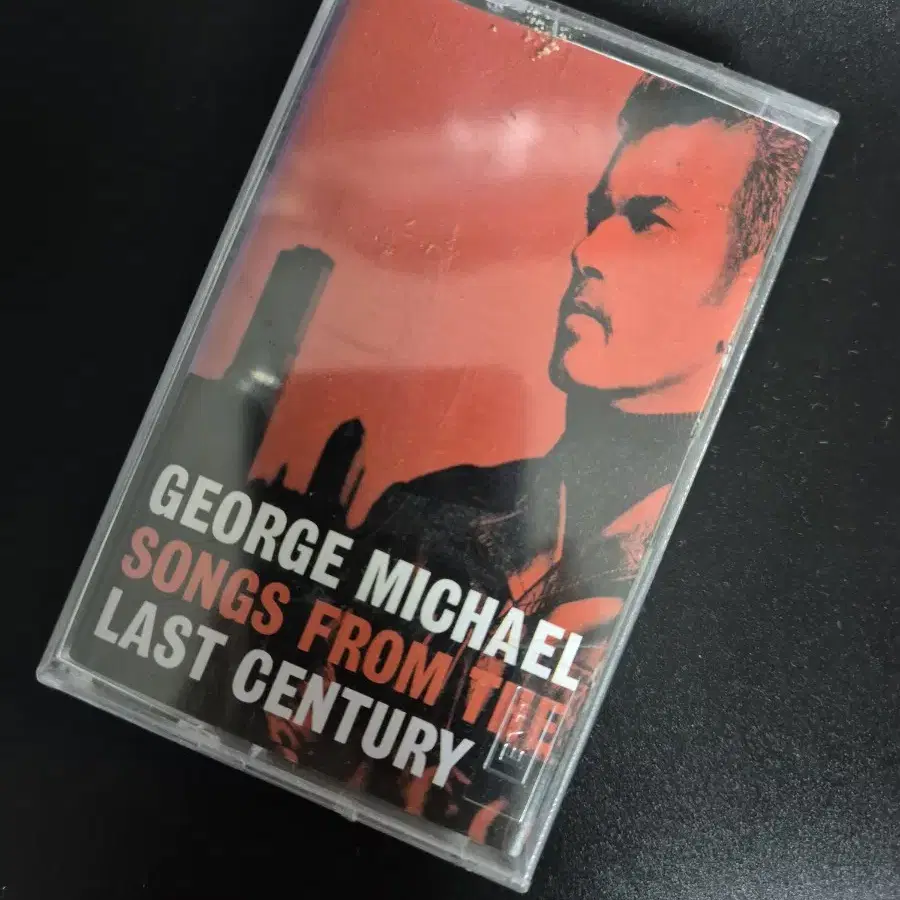 GEORGE MICHAEL
SONGS FROM THE
LAST CENTURY